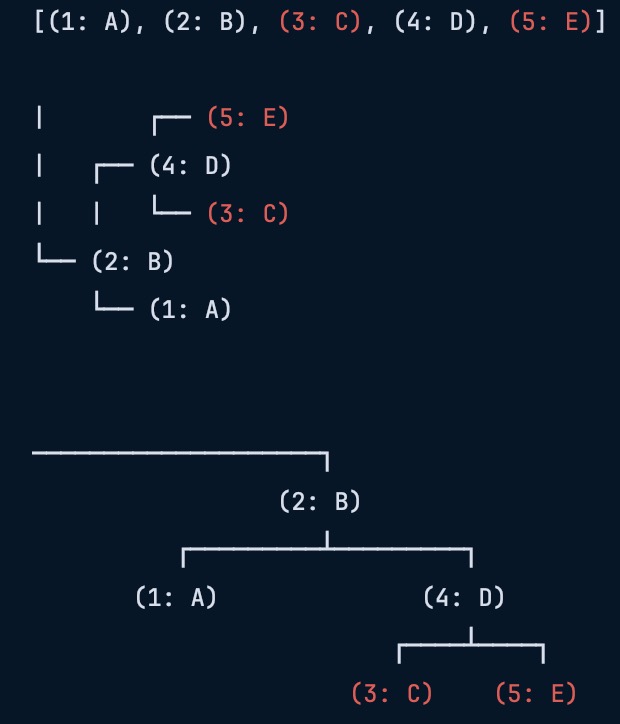 [(1: A), (2: B), (3: C), (4: D), (5: E)]
(5: E)
(4: D)
(3: C)
(2: B)
(1: A)
(2: B)
(1: A) (4: D)
(3: C) (5: E)